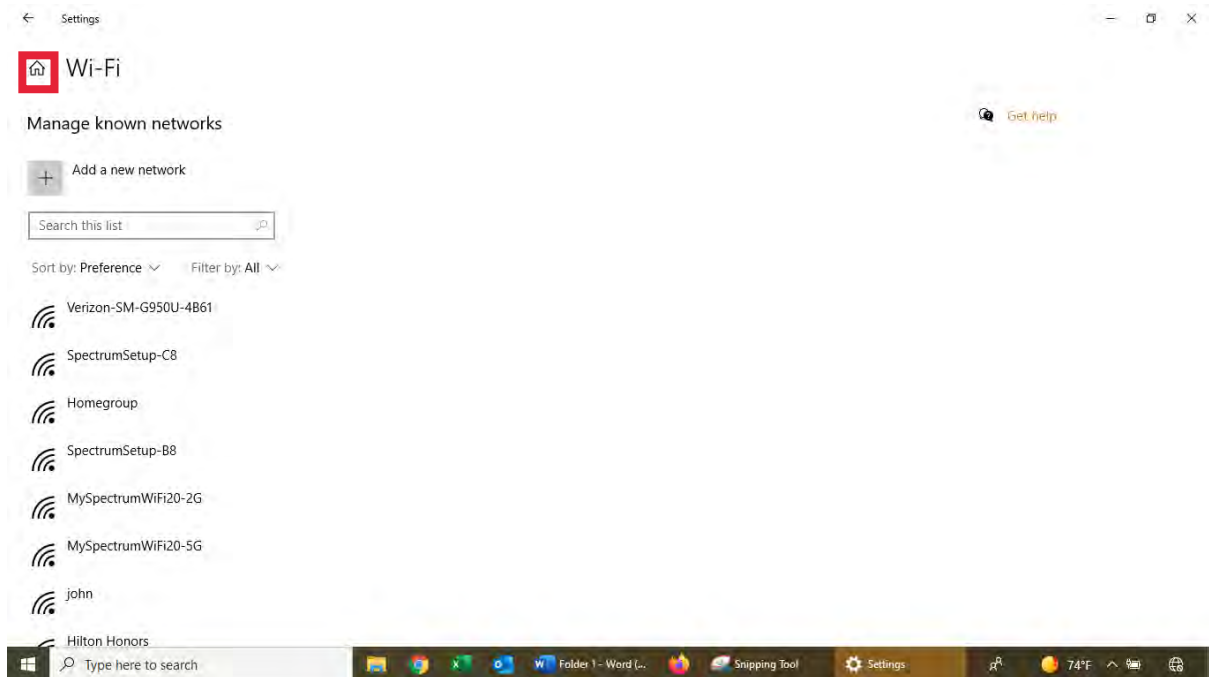 Settings
Wi-Fi
Manage known networks
Get help
Add a new network
Search this list
Sort by: Preference Filter by: All
Verizon-SM-G950U-4B61
SpectrumSetup-C8
Homegroup
SpectrumSetup-B8
MySpectrumWiFi20-2G
MySpectrumWiFi20-5G
john
Hilton Honors
Type here to search Folder 1 - Word (... Snipping Tool Settings 74°F